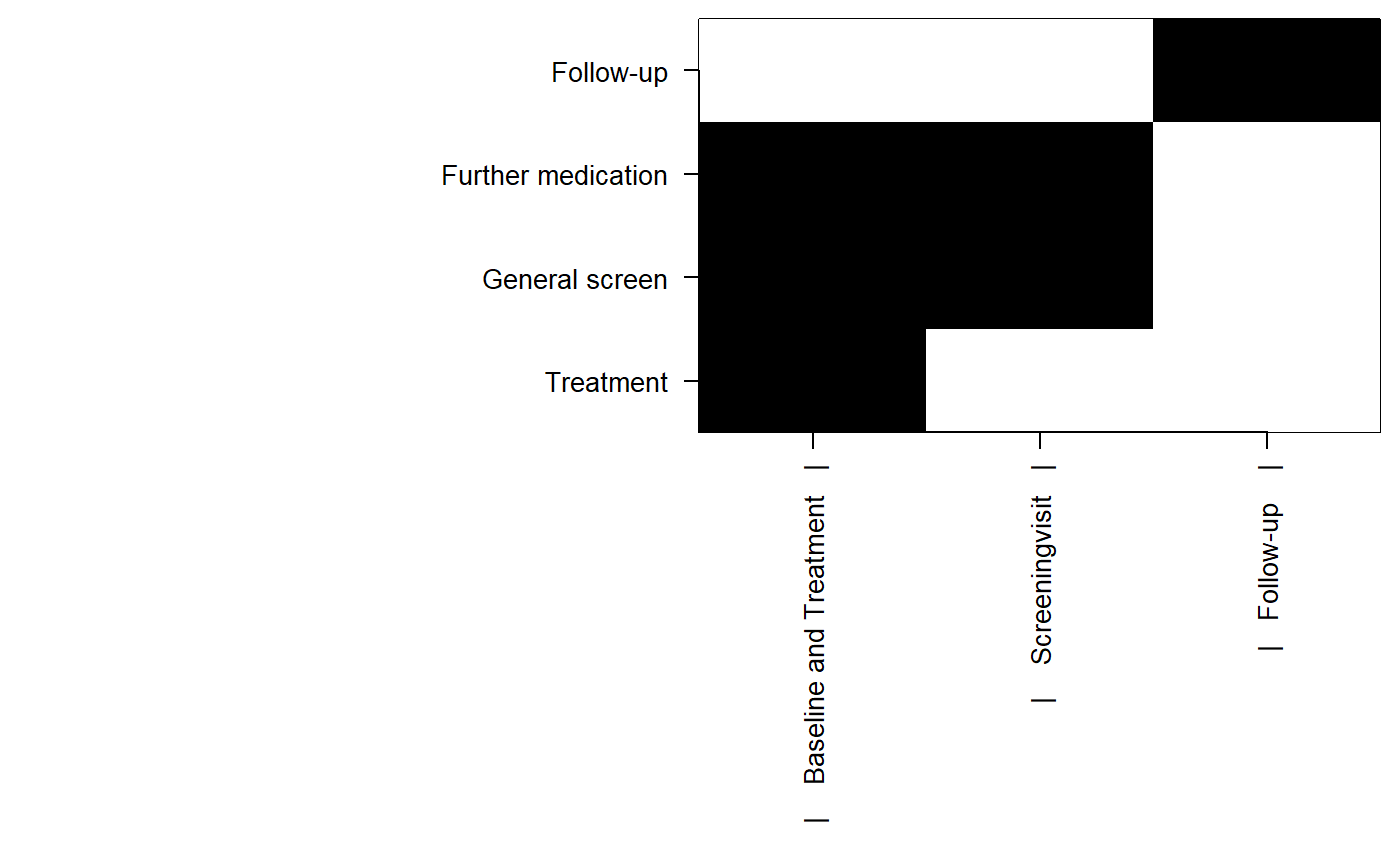 Follow-up
Further medication
General screen
Treatment
| Baseline and Treatment |
| Screeningvisit |
| Follow-up |